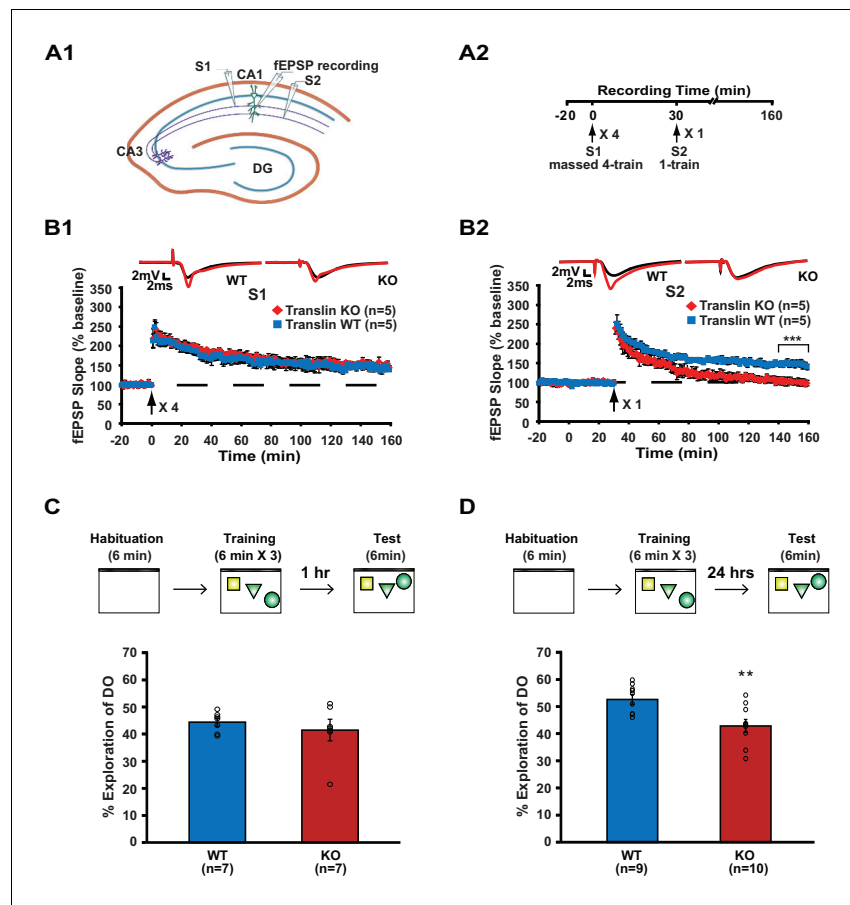 A1
S1
CA1
fEPSP recording
S2
CA3
DG
A2
Recording Time (min)
-20 0 30 160
X 4 X 1
S1 S2
massed 4-train 1-train
B1
2mV
2ms
WT
KO
S1
Translin KO (n=5)
Translin WT (n=5)
fEPSP Slope (% baseline)
350
300
250
200
150
100
50
0
X 4
-20 0 20 40 60 80 100 120 140 160
Time (min)
B2
2mV
2ms
WT
KO
S2
Translin KO (n=5)
Translin WT (n=5)
***
fEPSP Slope (% baseline)
350
300
250
200
150
100
50
0
X 1
-20 0 20 40 60 80 100 120 140 160
Time (min)
C
Habituation
(6 min)
Training
(6 min X 3)
1 hr
Test
(6min)
% Exploration of DO
70
60
50
40
30
20
10
0
WT
(n=7)
KO
(n=7)
D
Habituation
(6 min)
Training
(6 min X 3)
24 hrs
Test
(6min)
% Exploration of DO
70
60
50
40
30
20
10
0
**
WT
(n=9)
KO
(n=10)